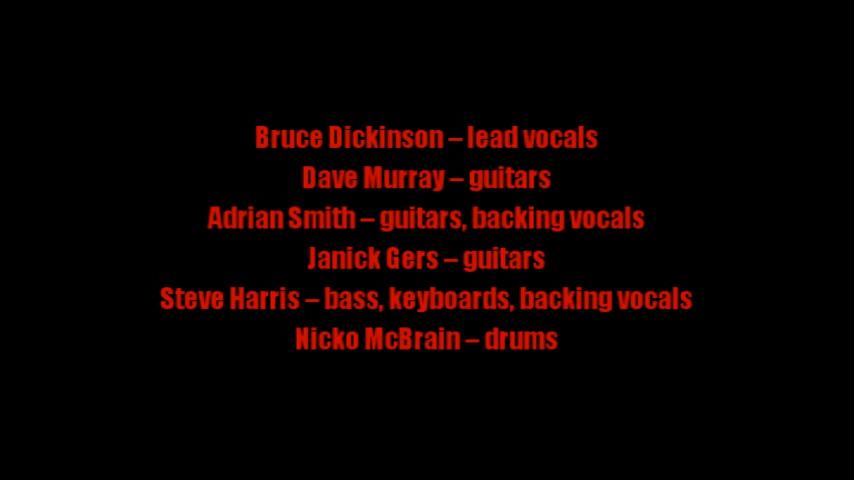 Bruce Dickinson – lead vocals
Dave Murray – guitars
Adrian Smith – guitars, backing vocals
Janick Gers – guitars
Steve Harris – bass, keyboards, backing vocals
Nicko McBrain – drums